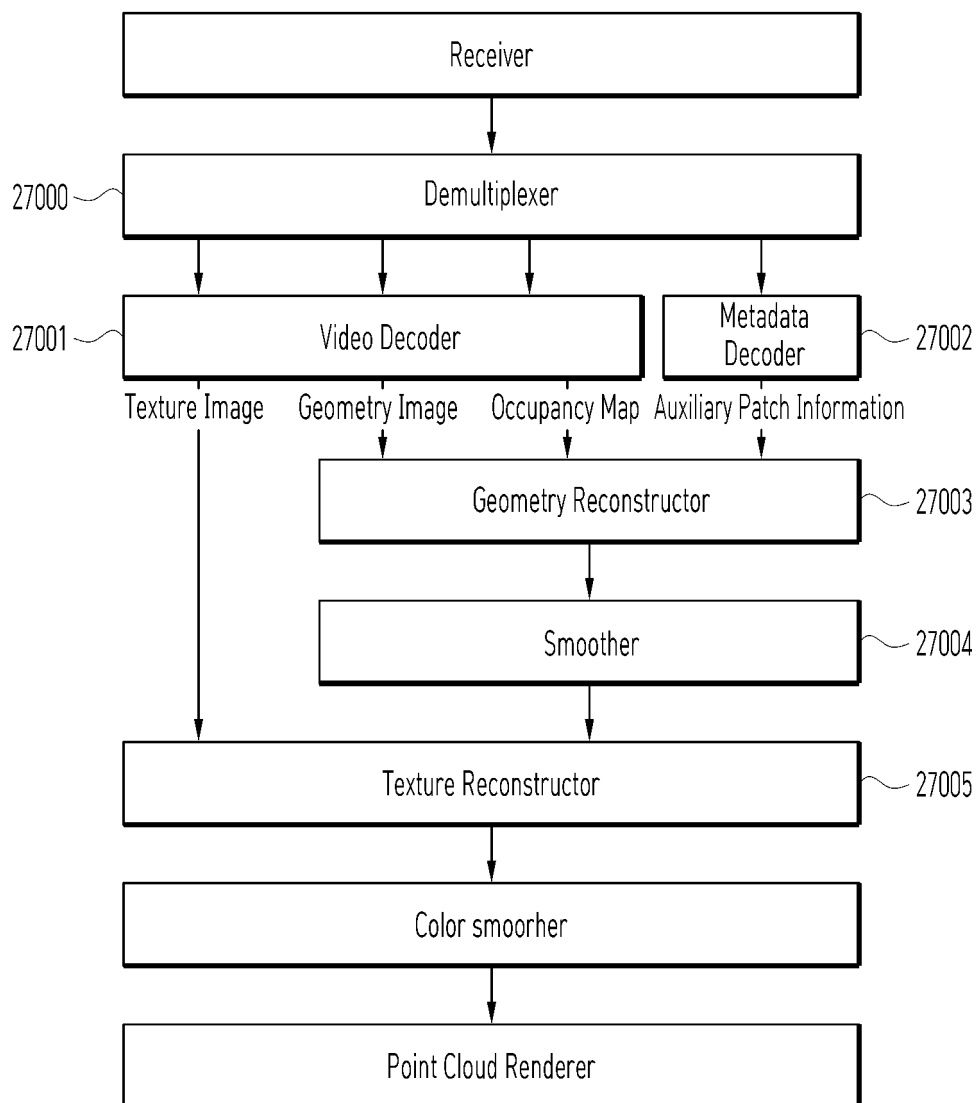 Receiver
27000
Demultiplexer
27001
Video Decoder
Metadata
Decoder
27002
Texture Image
Geometry Image
Occupancy Map
Auxiliary Patch Information
Geometry Reconstructor
27003
Smoother
27004
Texture Reconstructor
27005
Color smoorher
Point Cloud Renderer